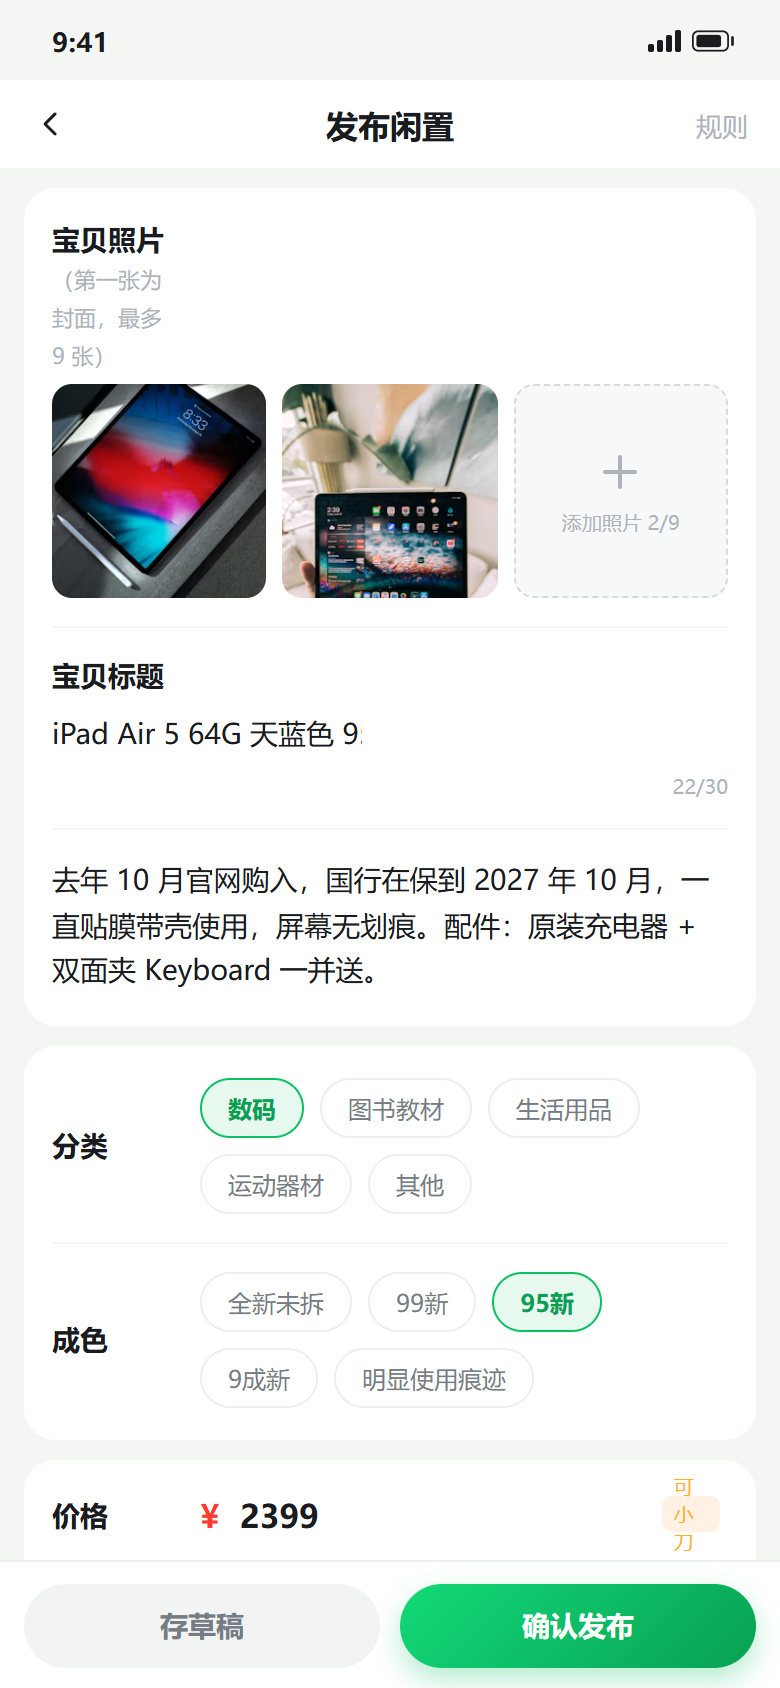 9:41
发布闲置
规则
宝贝照片
（第一张为
封面，最多
9 张）
8:33
2:39
添加照片 2/9
宝贝标题
iPad Air 5 64G 天蓝色 9
22/30
去年 10 月官网购入，国行在保到 2027 年 10 月，一
直贴膜带壳使用，屏幕无划痕。配件：原装充电器 +
双面夹 Keyboard 一并送。
分类
数码
图书教材
生活用品
运动器材
其他
成色
全新未拆
99新
95新
9成新
明显使用痕迹
价格
¥ 2399
可
小
刀
存草稿
确认发布